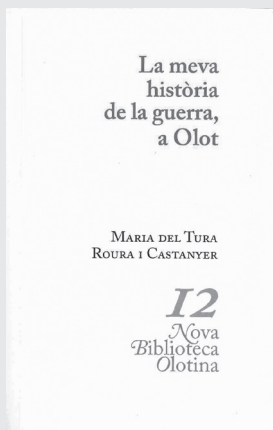 La meva
història
de la guerra,
a Olot
Maria del Tura
Roura i Castanyer
12
Nova
Biblioteca
Olotina